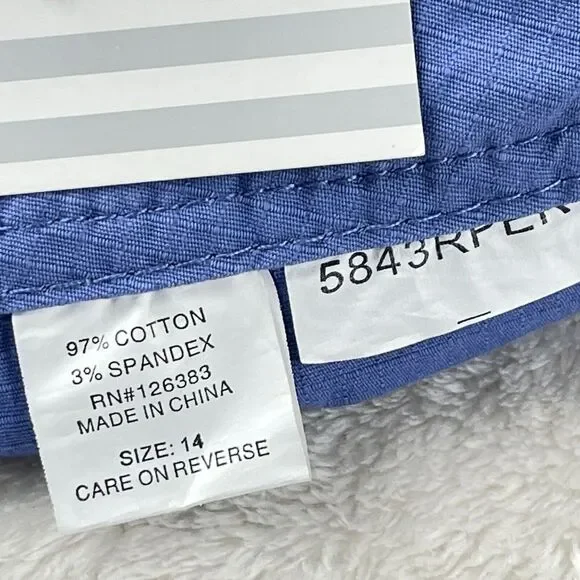 5843RPER
97% COTTON
3% SPANDEX
RN#126383
MADE IN CHINA
SIZE: 14
CARE ON REVERSE